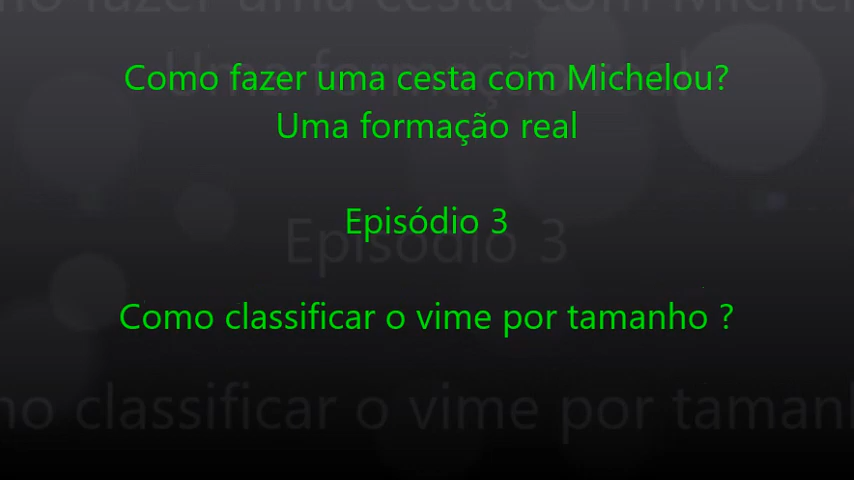 Como fazer uma cesta com Michelou?
Uma formação real
Episódio 3
Como classificar o vime por tamanho ?